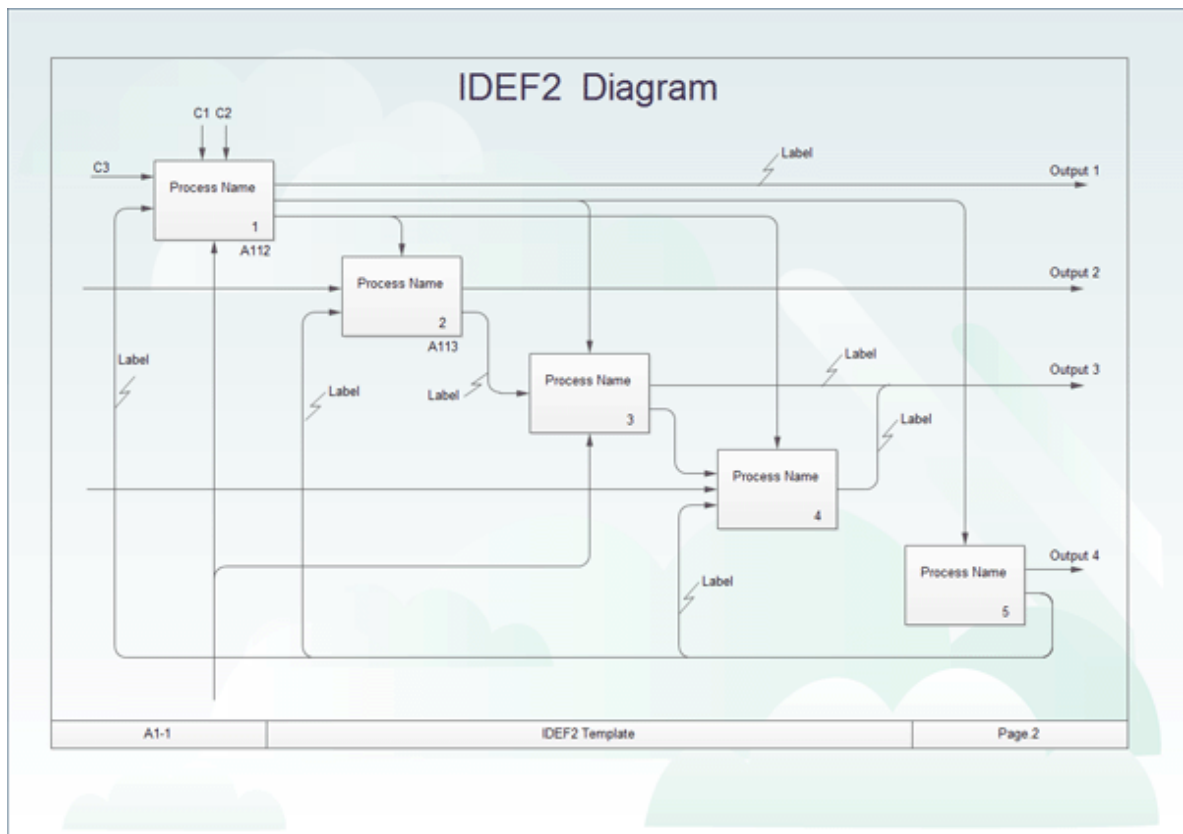 IDEF2 Diagram
C1 C2
Label
C3
Output 1
Process Name
1
A112
Output 2
Process Name
2
A113
Label
Label
Output 3
Label
Process Name
3
Label
Label
Process Name
4
Output 4
Label
Process Name
5
A1-1
IDEF2 Template
Page.2